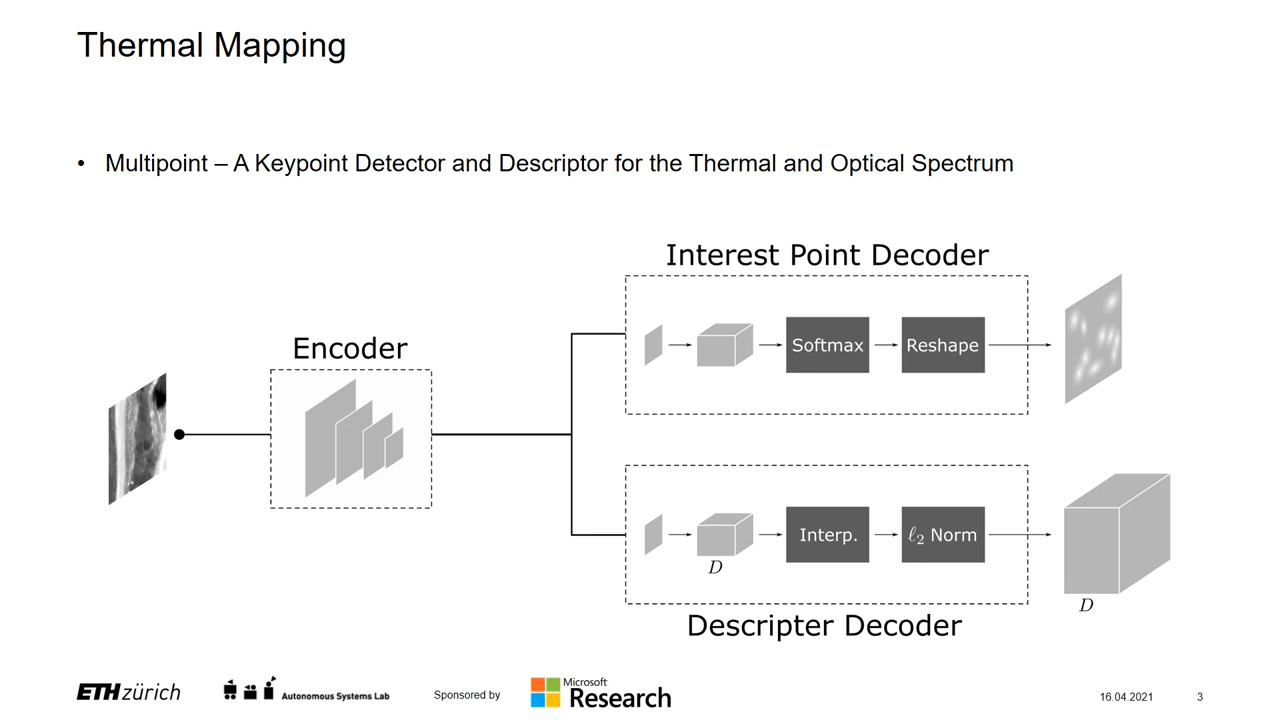 Thermal Mapping
• Multipoint – A Keypoint Detector and Descriptor for the Thermal and Optical Spectrum
Interest Point Decoder
Softmax
Reshape
Encoder
Interp.
ℓ2 Norm
D
D
Descripter Decoder
ETH zürich
Autonomous Systems Lab
Sponsored by
Microsoft
Research
16.04.2021
3